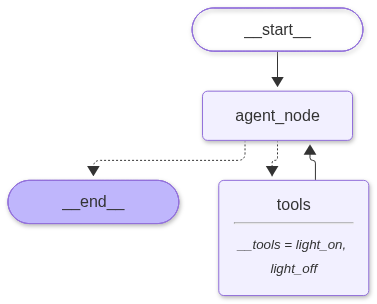 __start__
agent_node
__end__
tools
__tools = light_on,
light_off